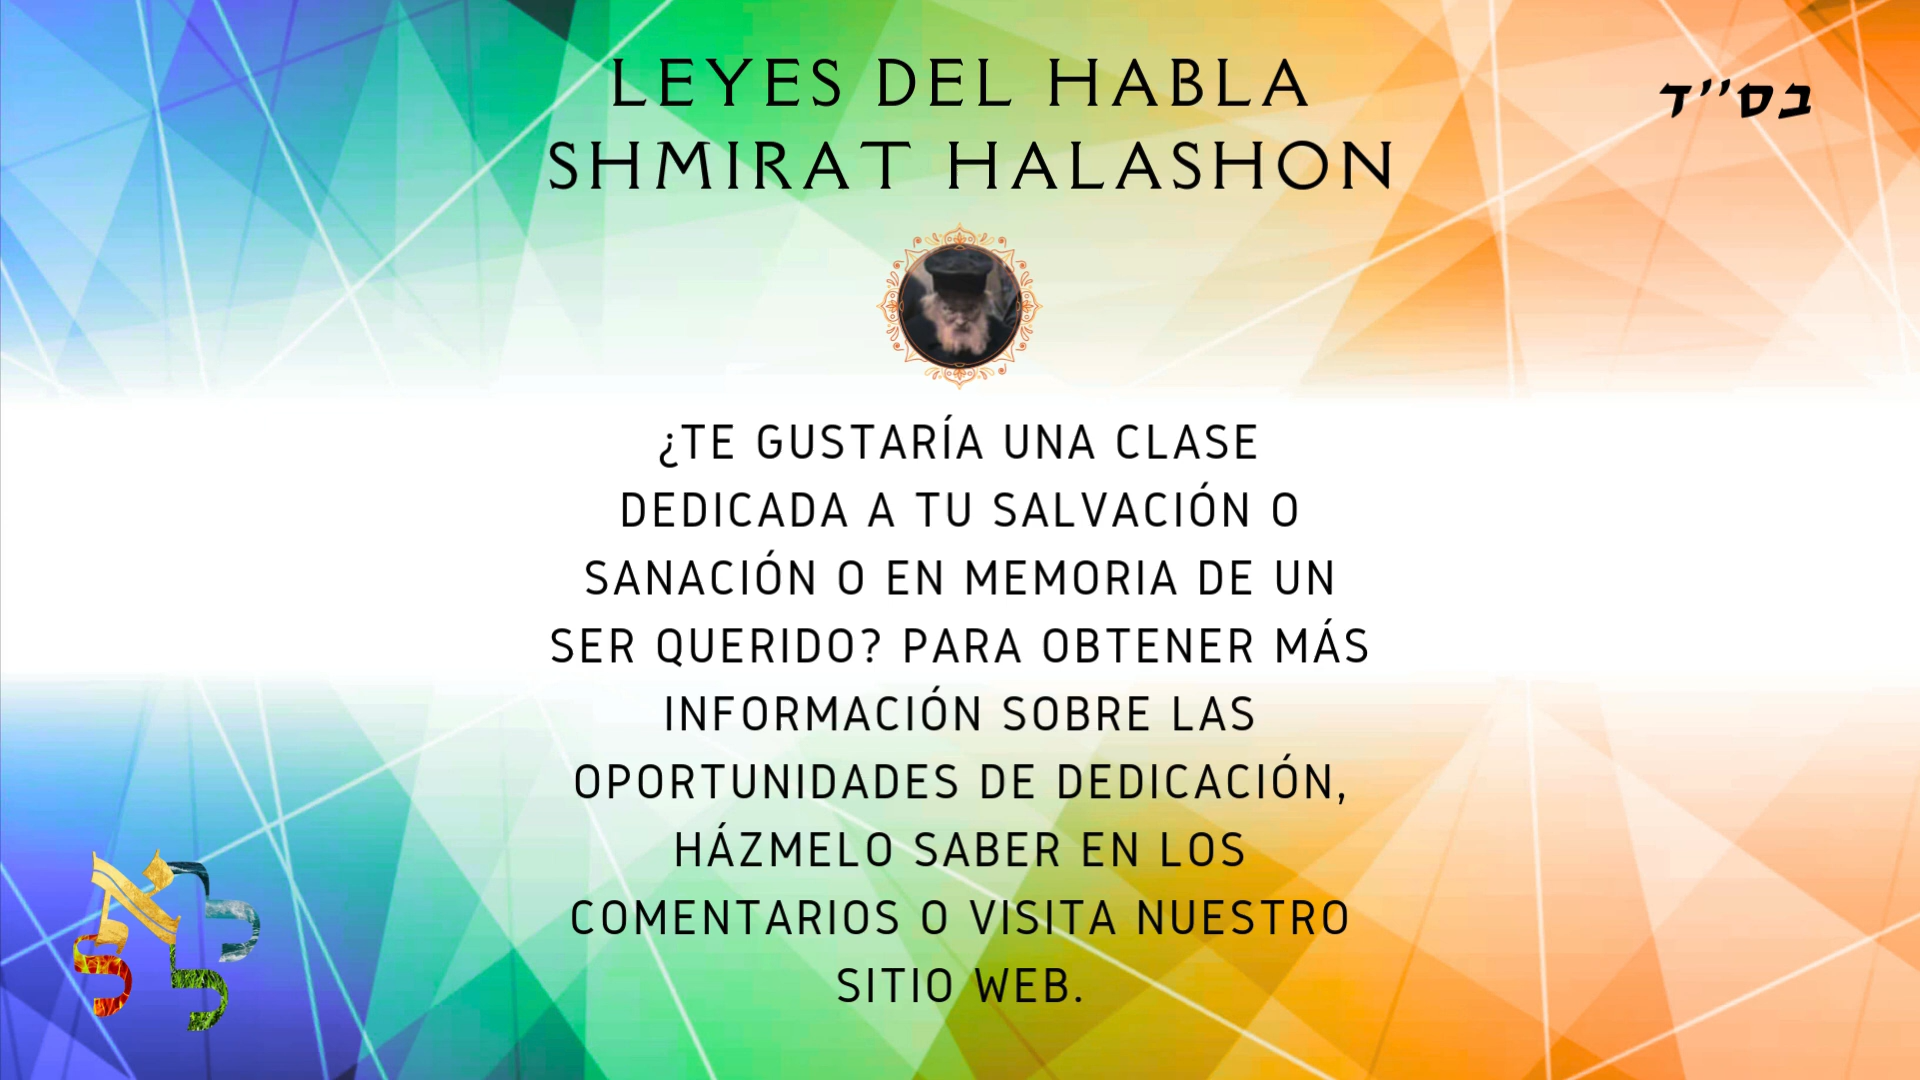 LEYES DEL HABLA
SHMIRAT HALASHON
בס''ד
¿TE GUSTARÍA UNA CLASE
DEDICADA A TU SALVACIÓN O
SANACIÓN O EN MEMORIA DE UN
SER QUERIDO? PARA OBTENER MÁS
INFORMACIÓN SOBRE LAS
OPORTUNIDADES DE DEDICACIÓN,
HÁZMELO SABER EN LOS
COMENTARIOS O VISITA NUESTRO
SITIO WEB.